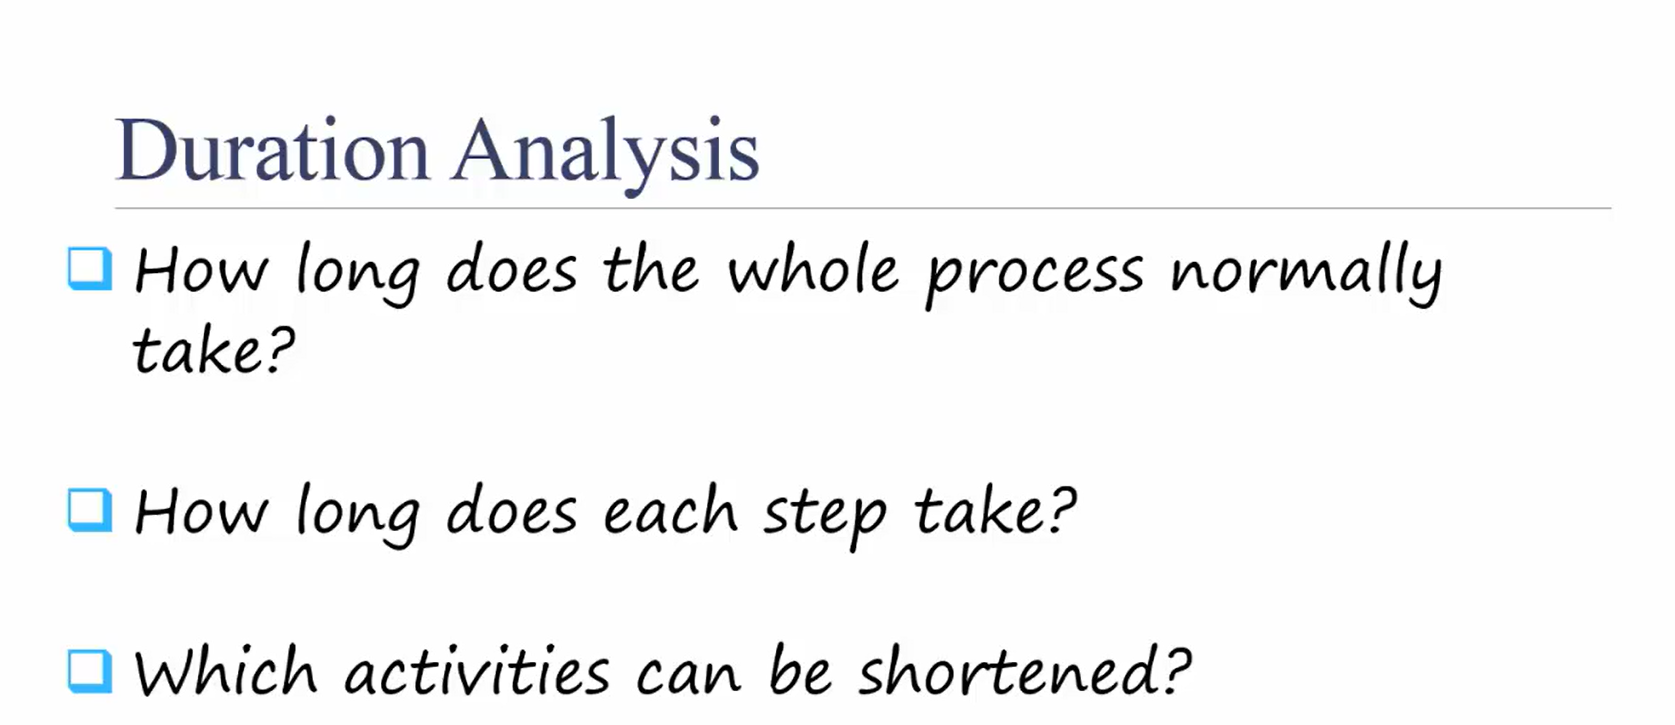 Duration Analysis
How long does the whole process normally
take?
How long does each step take?
Which activities can be shortened?